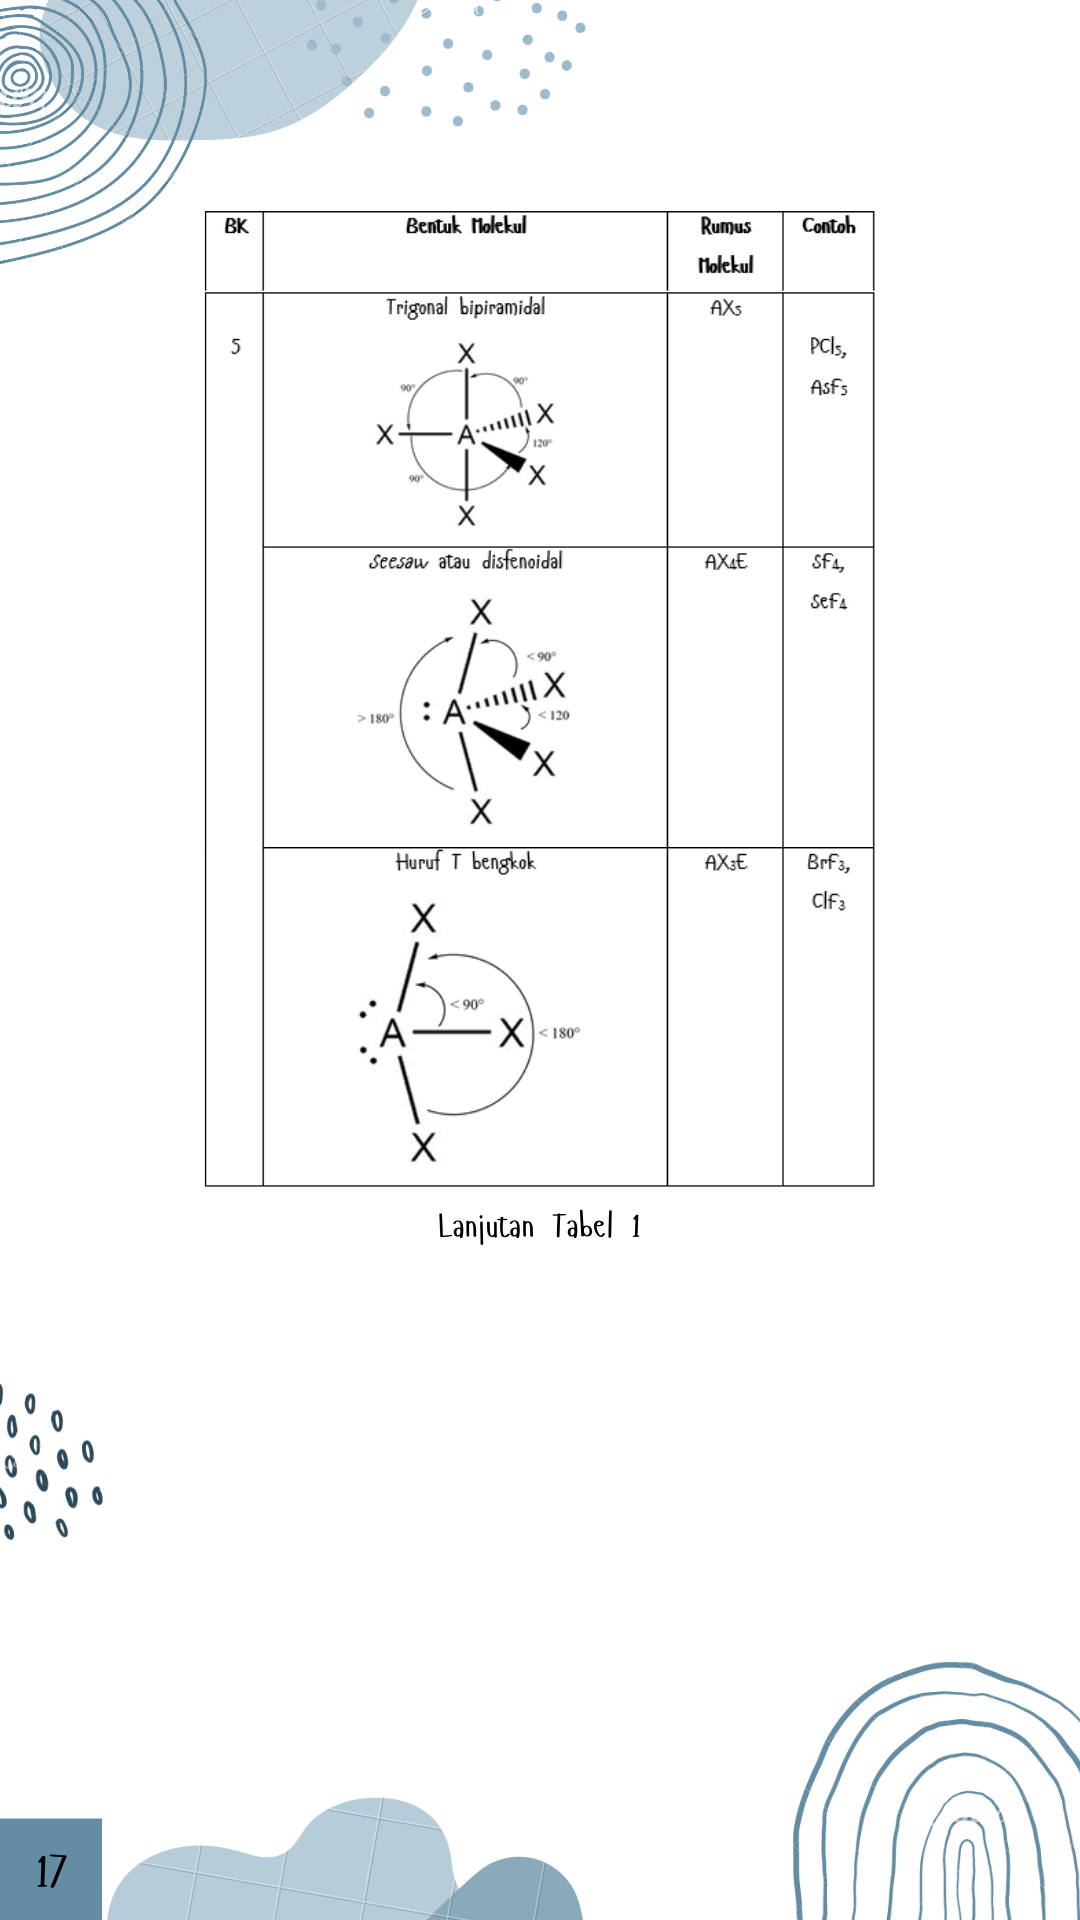 BK Bentuk Molekul Rumus Molekul Contoh
5
Trigonal bipiramidal
AX₅
PCl₅,
AsF₅
X
90°
90°
X
X
A
120°
90°
X
X
Seesaw atau disfenoidal
AX₄E
SF₄,
SeF₄
X
< 90°
X
> 180°
: A
< 120
X
X
Huruf T bengkok
AX₃E
BrF₃,
ClF₃
X
< 90°
A
X
< 180°
X
Lanjutan Tabel 1
17